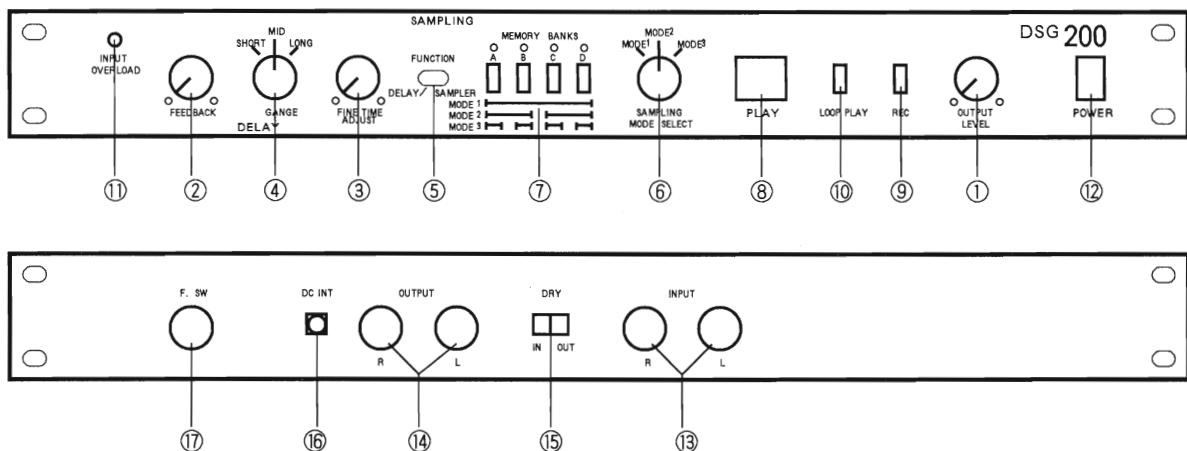 SAMPLING
INPUT OVERLOAD
SHORT MID LONG
FEEDBACK
GANGE
DELAY
FINE TIME ADJUST
FUNCTION
DELAY / SAMPLER
MEMORY BANKS
A B C D
MODE 1
MODE 2
MODE 3
MODE1 MODE2 MODE3
SAMPLING MODE SELECT
PLAY
LOOP PLAY
REC
OUTPUT LEVEL
DSG 200
POWER
⑪ ② ④ ③ ⑤ ⑦ ⑥ ⑧ ⑩ ⑨ ① ⑫
F. SW
DC INT
OUTPUT
R L
DRY
IN OUT
INPUT
R L
⑰ ⑯ ⑭ ⑮ ⑬